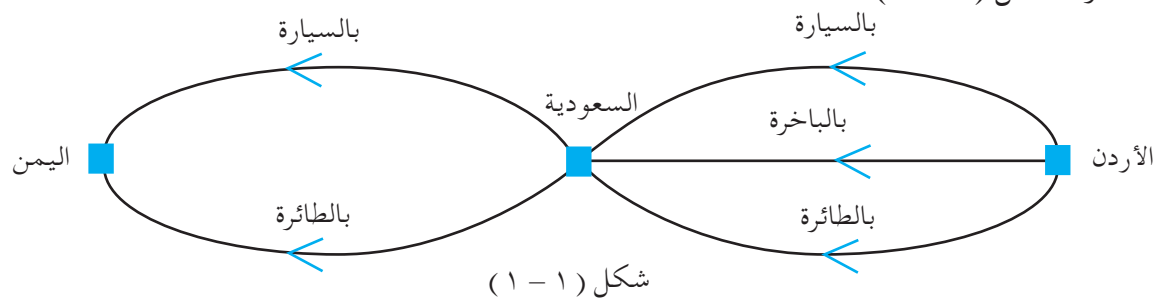 بالسيارة
بالسيارة
السعودية
بالباخرة
الأردن
اليمن
بالطائرة
بالطائرة
شكل ( ١ – ١ )